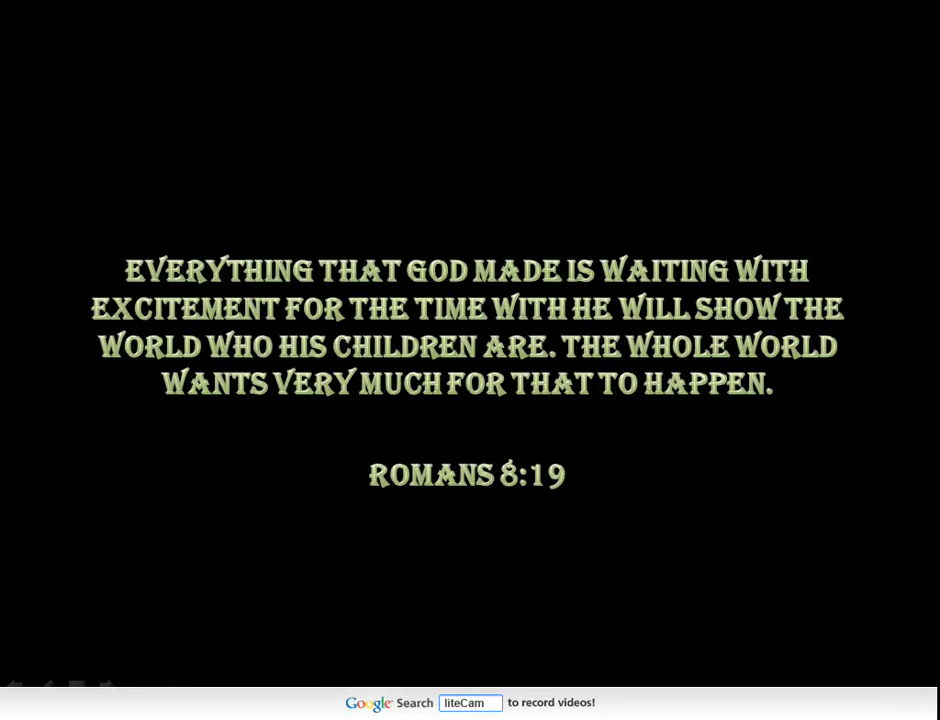 EVERYTHING THAT GOD MADE IS WAITING WITH
EXCITEMENT FOR THE TIME WITH HE WILL SHOW THE
WORLD WHO HIS CHILDREN ARE. THE WHOLE WORLD
WANTS VERY MUCH FOR THAT TO HAPPEN.
ROMANS 8:19
Google Search liteCam to record videos!